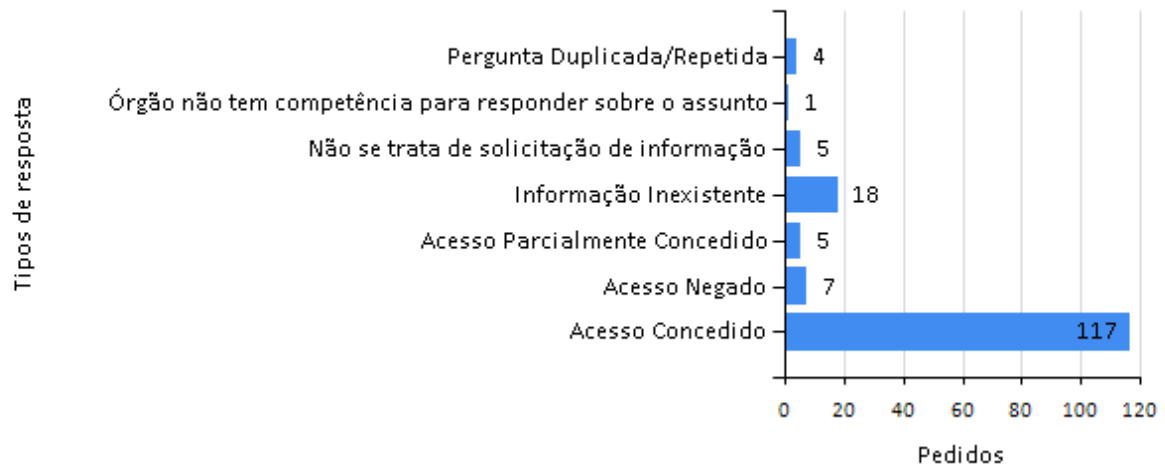 Tipos de resposta
Pergunta Duplicada/Repetida 4
Órgão não tem competência para responder sobre o assunto 1
Não se trata de solicitação de informação 5
Informação Inexistente 18
Acesso Parcialmente Concedido 5
Acesso Negado 7
Acesso Concedido 117
0 20 40 60 80 100 120
Pedidos